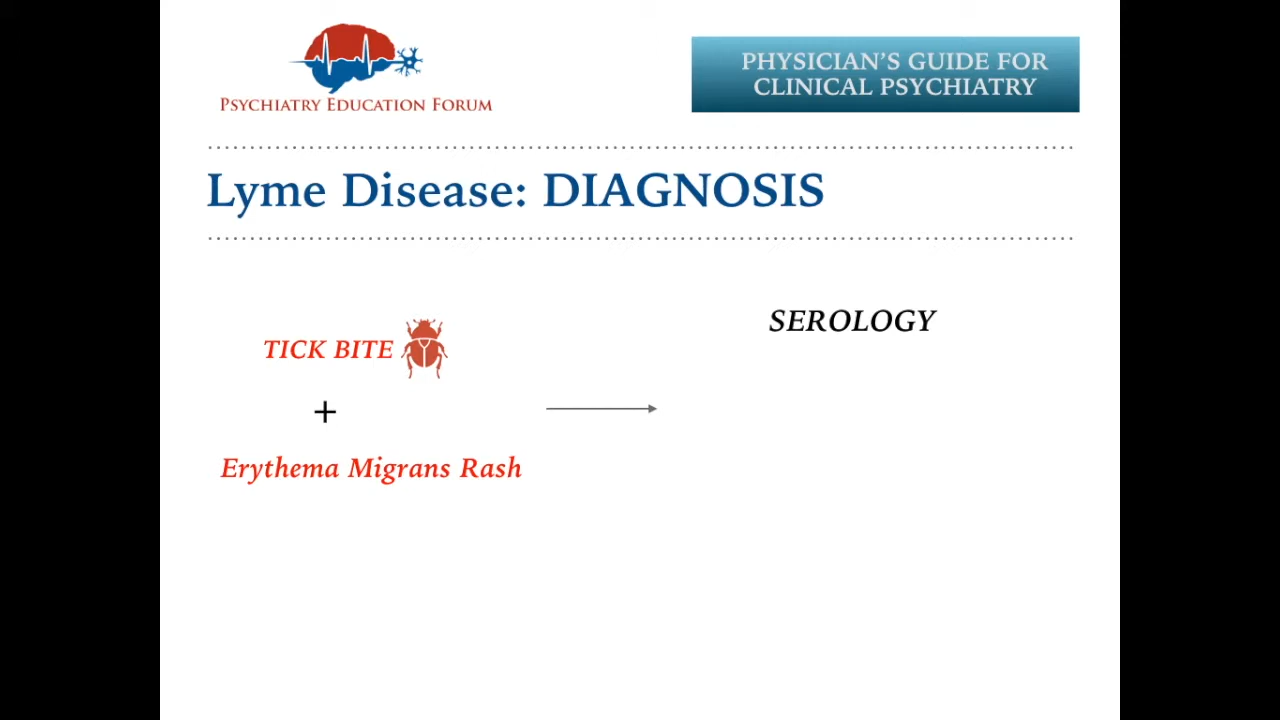 PSYCHIATRY EDUCATION FORUM
PHYSICIAN'S GUIDE FOR
CLINICAL PSYCHIATRY
Lyme Disease: DIAGNOSIS
SEROLOGY
TICK BITE
+
Erythema Migrans Rash